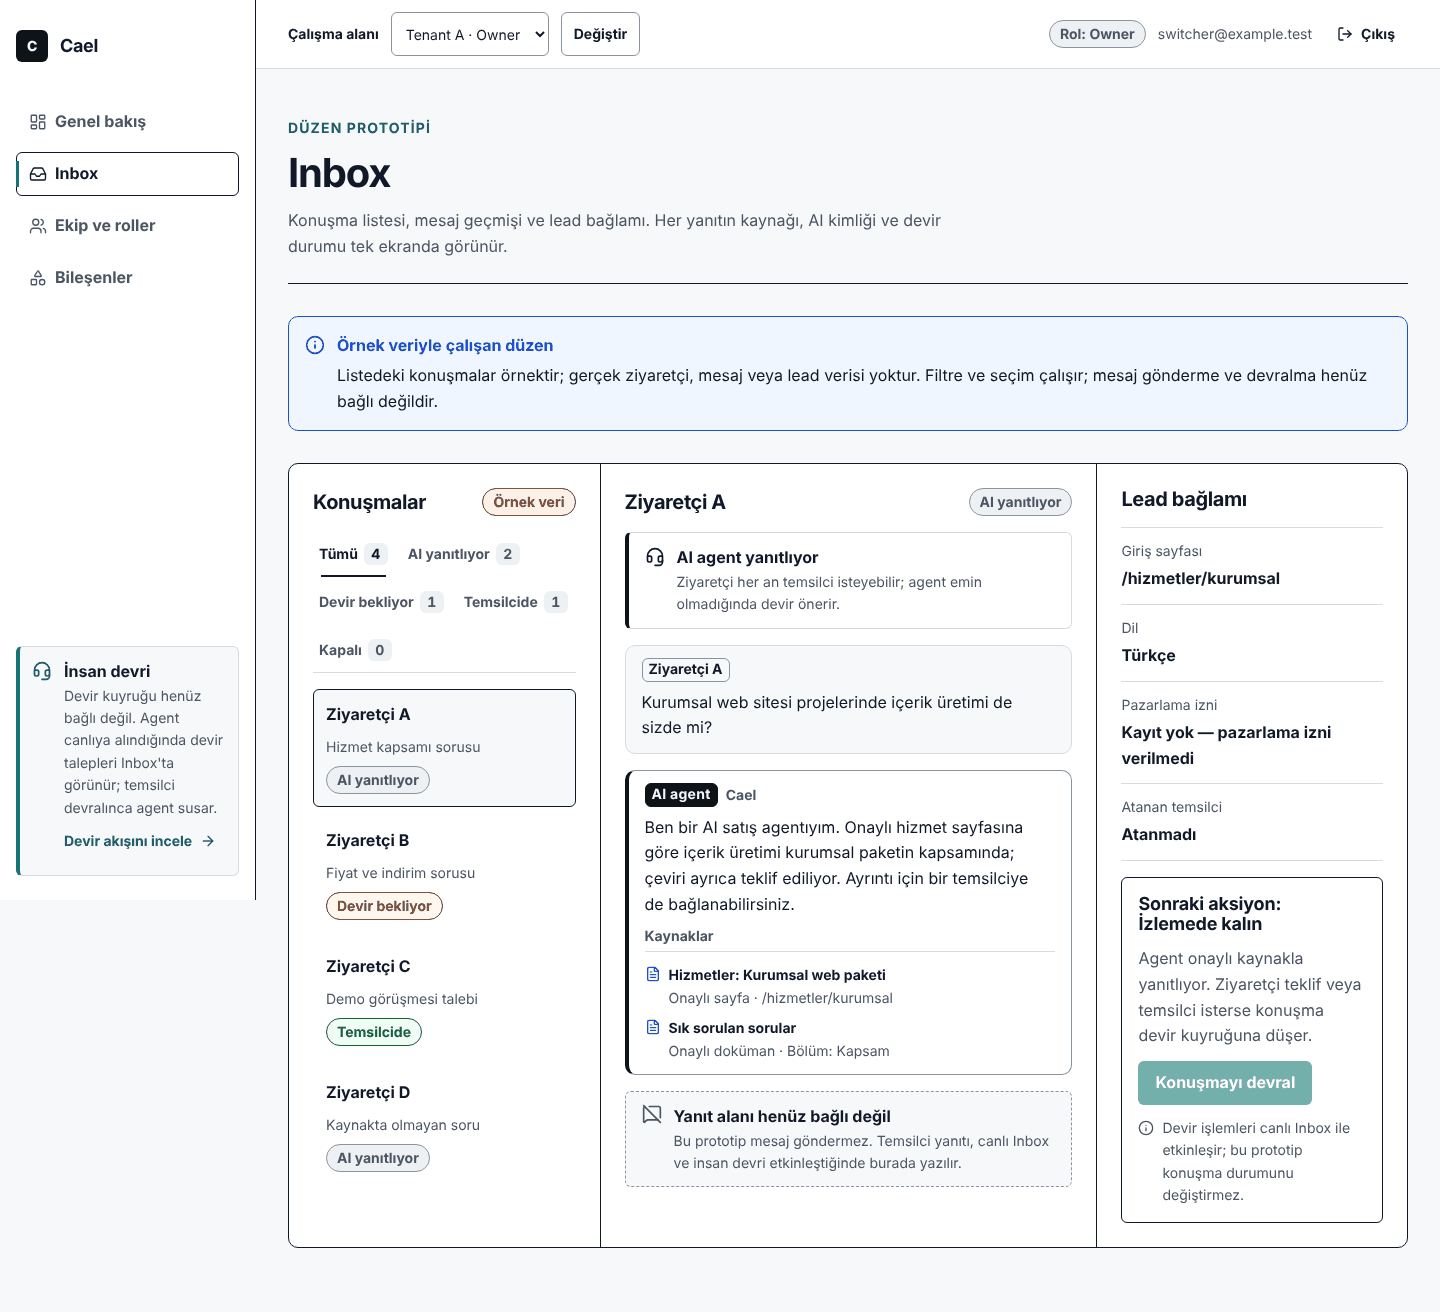 C Cael
Genel bakış
Inbox
Ekip ve roller
Bileşenler
İnsan devri
Devir kuyruğu henüz
bağlı değil. Agent
canlıya alındığında devir
talepleri Inbox'ta
görünür; temsilci
devralınca agent susar.
Devir akışını incele
Çalışma alanı Tenant A · Owner Değiştir Rol: Owner switcher@example.test Çıkış
DÜZEN PROTOTİPİ
Inbox
Konuşma listesi, mesaj geçmişi ve lead bağlamı. Her yanıtın kaynağı, AI kimliği ve devir
durumu tek ekranda görünür.
Örnek veriyle çalışan düzen
Listedeki konuşmalar örnektir; gerçek ziyaretçi, mesaj veya lead verisi yoktur. Filtre ve seçim çalışır; mesaj gönderme ve devralma henüz
bağlı değildir.
Konuşmalar Örnek veri
Tümü 4 AI yanıtlıyor 2
Devir bekliyor 1 Temsilcide 1
Kapalı 0
Ziyaretçi A
Hizmet kapsamı sorusu
AI yanıtlıyor
Ziyaretçi B
Fiyat ve indirim sorusu
Devir bekliyor
Ziyaretçi C
Demo görüşmesi talebi
Temsilcide
Ziyaretçi D
Kaynakta olmayan soru
AI yanıtlıyor
Ziyaretçi A AI yanıtlıyor
AI agent yanıtlıyor
Ziyaretçi her an temsilci isteyebilir; agent emin
olmadığında devir önerir.
Ziyaretçi A
Kurumsal web sitesi projelerinde içerik üretimi de
sizde mi?
AI agent Cael
Ben bir AI satış agentıyım. Onaylı hizmet sayfasına
göre içerik üretimi kurumsal paketin kapsamında;
çeviri ayrıca teklif ediliyor. Ayrıntı için bir temsilciye
de bağlanabilirsiniz.
Kaynaklar
Hizmetler: Kurumsal web paketi
Onaylı sayfa · /hizmetler/kurumsal
Sık sorulan sorular
Onaylı doküman · Bölüm: Kapsam
Yanıt alanı henüz bağlı değil
Bu prototip mesaj göndermez. Temsilci yanıtı, canlı Inbox
ve insan devri etkinleştiğinde burada yazılır.
Lead bağlamı
Giriş sayfası
/hizmetler/kurumsal
Dil
Türkçe
Pazarlama izni
Kayıt yok — pazarlama izni
verilmedi
Atanan temsilci
Atanmadı
Sonraki aksiyon:
İzlemede kalın
Agent onaylı kaynakla
yanıtlıyor. Ziyaretçi teklif veya
temsilci isterse konuşma
devir kuyruğuna düşer.
Konuşmayı devral
Devir işlemleri canlı Inbox ile
etkinleşir; bu prototip
konuşma durumunu
değiştirmez.